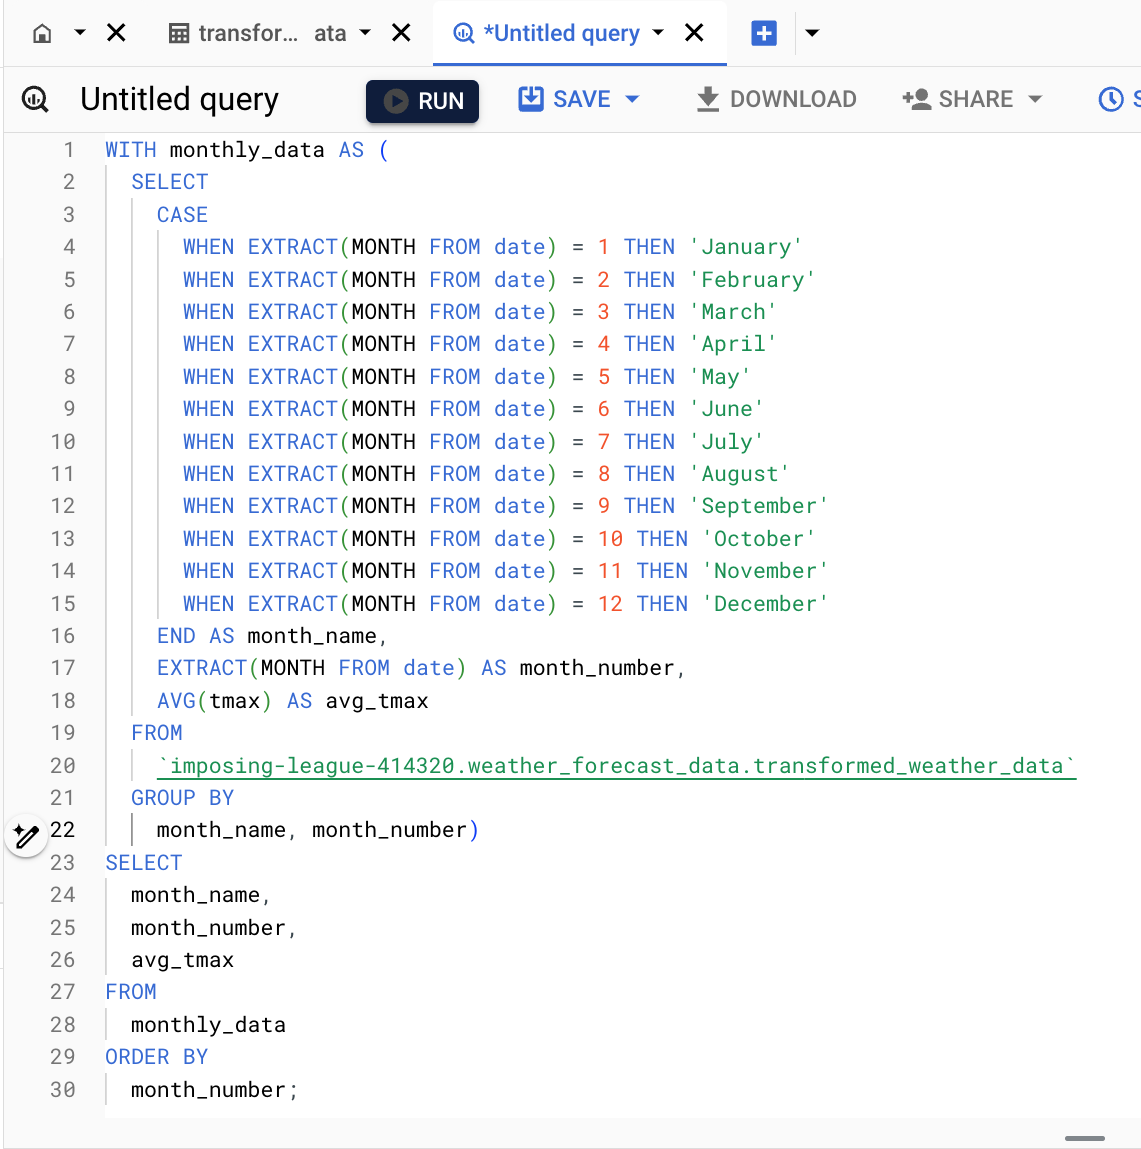 transfor... ata
*Untitled query
Untitled query RUN SAVE DOWNLOAD SHARE S
1 WITH monthly_data AS (
2 SELECT
3 CASE
4 WHEN EXTRACT(MONTH FROM date) = 1 THEN 'January'
5 WHEN EXTRACT(MONTH FROM date) = 2 THEN 'February'
6 WHEN EXTRACT(MONTH FROM date) = 3 THEN 'March'
7 WHEN EXTRACT(MONTH FROM date) = 4 THEN 'April'
8 WHEN EXTRACT(MONTH FROM date) = 5 THEN 'May'
9 WHEN EXTRACT(MONTH FROM date) = 6 THEN 'June'
10 WHEN EXTRACT(MONTH FROM date) = 7 THEN 'July'
11 WHEN EXTRACT(MONTH FROM date) = 8 THEN 'August'
12 WHEN EXTRACT(MONTH FROM date) = 9 THEN 'September'
13 WHEN EXTRACT(MONTH FROM date) = 10 THEN 'October'
14 WHEN EXTRACT(MONTH FROM date) = 11 THEN 'November'
15 WHEN EXTRACT(MONTH FROM date) = 12 THEN 'December'
16 END AS month_name,
17 EXTRACT(MONTH FROM date) AS month_number,
18 AVG(tmax) AS avg_tmax
19 FROM
20 `imposing-league-414320.weather_forecast_data.transformed_weather_data`
21 GROUP BY
22 month_name, month_number)
23 SELECT
24 month_name,
25 month_number,
26 avg_tmax
27 FROM
28 monthly_data
29 ORDER BY
30 month_number;